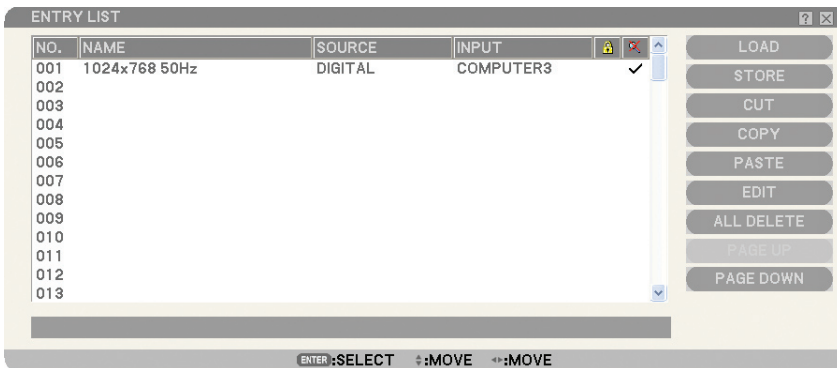 ENTRY LIST
NO. NAME SOURCE INPUT
001 1024x768 50Hz DIGITAL COMPUTER3
002
003
004
005
006
007
008
009
010
011
012
013
LOAD
STORE
CUT
COPY
PASTE
EDIT
ALL DELETE
PAGE UP
PAGE DOWN
ENTER :SELECT :MOVE :MOVE